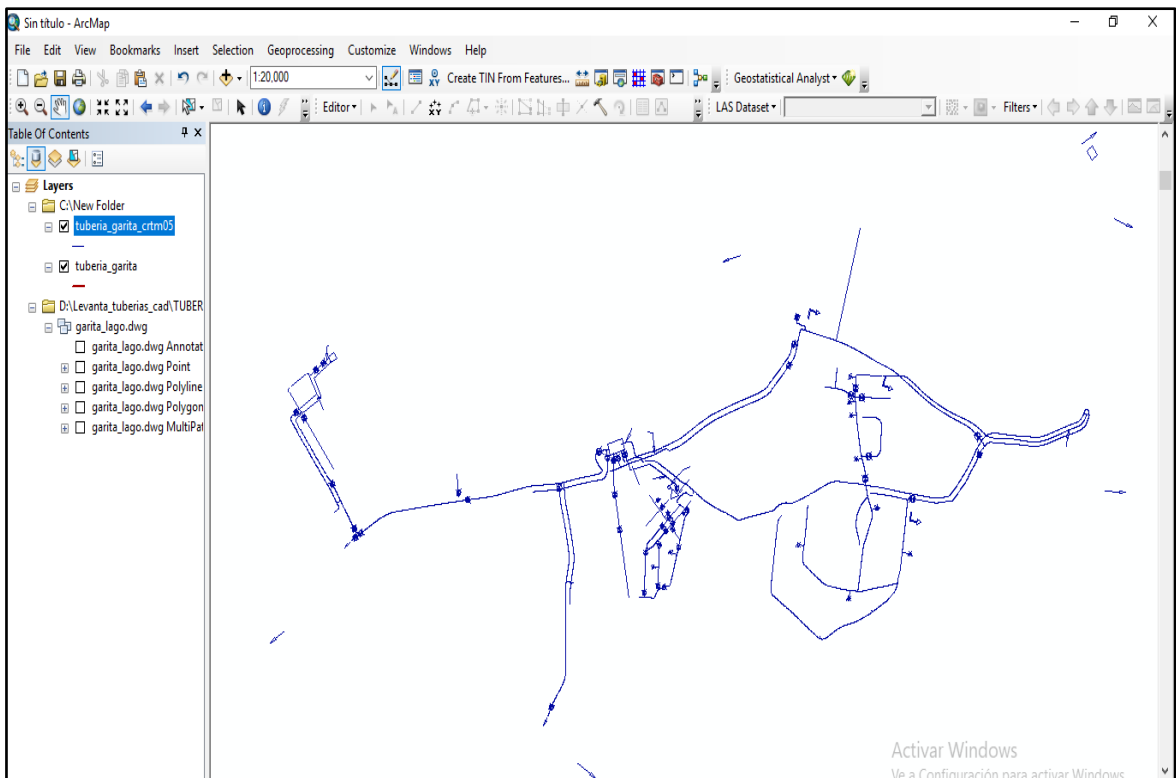 Sin título - ArcMap
File Edit View Bookmarks Insert Selection Geoprocessing Customize Windows Help
1:20.000 Create TIN From Features... Geostatistical Analyst
Editor LAS Dataset Filters
Table Of Contents
Layers
C:\New Folder
tuberia_garita_crtm05
tuberia_garita
D:\Levanta_tuberias_cad\TUBER
garita_lago.dwg
garita_lago.dwg Annotat
garita_lago.dwg Point
garita_lago.dwg Polyline
garita_lago.dwg Polygon
garita_lago.dwg MultiPat
Activar Windows
Ve a Configuración para activar Windows